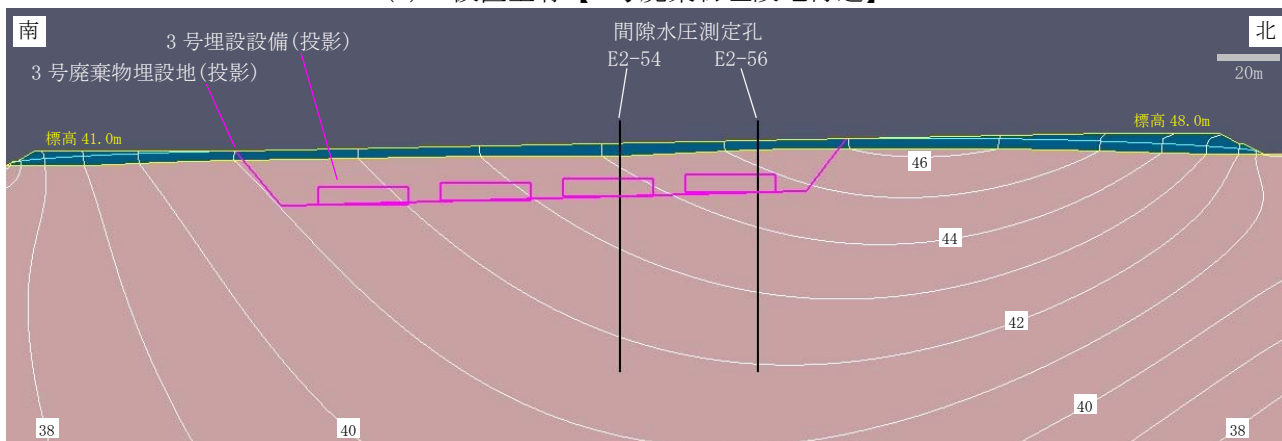 南
北
3号埋設設備(投影)
3号廃棄物埋設地(投影)
間隙水圧測定孔
E2-54
E2-56
20m
標高 41.0m
標高 48.0m
46
44
42
40
38
40
38